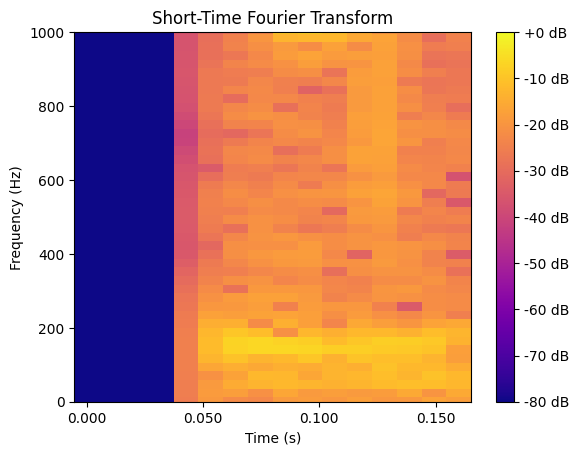 Short-Time Fourier Transform
1000
800
600
400
200
0
Frequency (Hz)
0.000
0.050
0.100
0.150
Time (s)
+0 dB
-10 dB
-20 dB
-30 dB
-40 dB
-50 dB
-60 dB
-70 dB
-80 dB